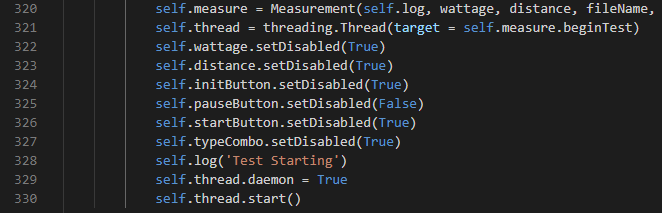 320 self.measure = Measurement(self.log, wattage, distance, fileName,
321 self.thread = threading.Thread(target = self.measure.beginTest)
322 self.wattage.setDisabled(True)
323 self.distance.setDisabled(True)
324 self.initButton.setDisabled(True)
325 self.pauseButton.setDisabled(False)
326 self.startButton.setDisabled(True)
327 self.typeCombo.setDisabled(True)
328 self.log('Test Starting')
329 self.thread.daemon = True
330 self.thread.start()